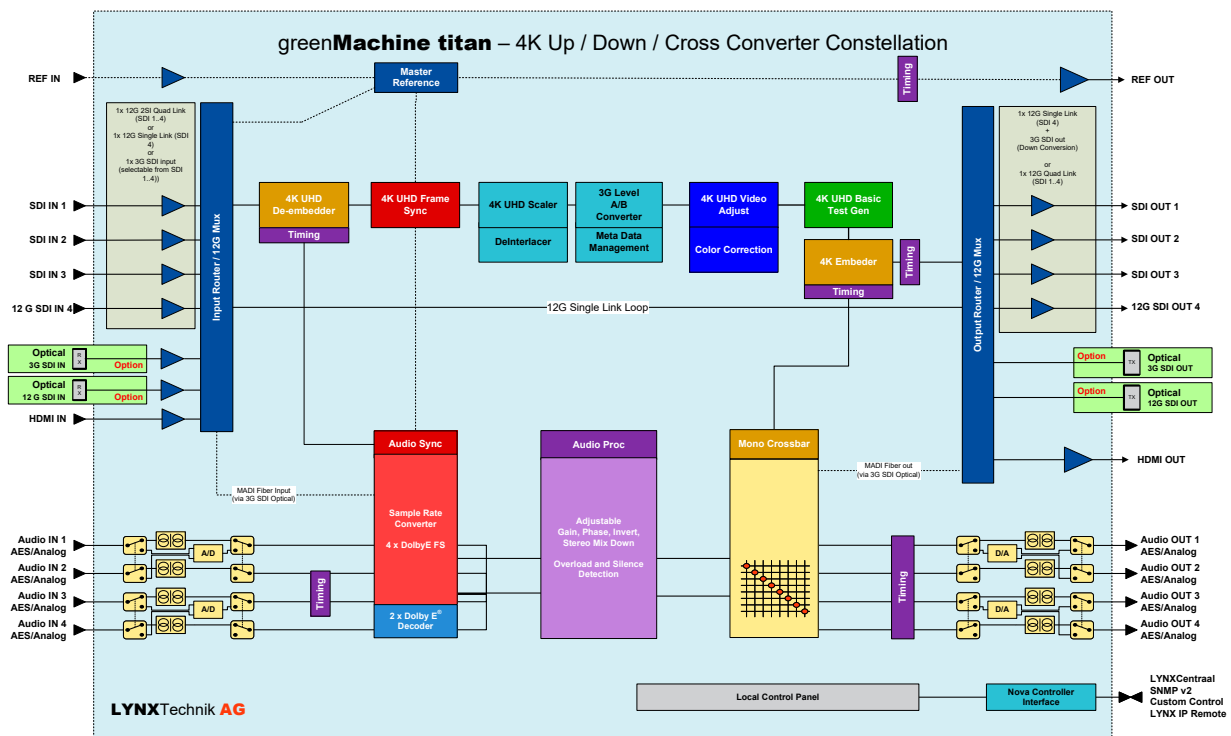 greenMachine titan – 4K Up / Down / Cross Converter Constellation
REF IN
Master
Reference
Timing
REF OUT
1x 12G 2SI Quad Link
(SDI 1..4)
or
1x 12G Single Link (SDI
4)
or
1x 3G SDI input
(selectable from SDI
1..4))
Input Router / 12G Mux
SDI IN 1
SDI IN 2
SDI IN 3
12 G SDI IN 4
Optical
3G SDI IN
RX
Option
Optical
12 G SDI IN
RX
Option
HDMI IN
4K UHD
De-embedder
Timing
4K UHD Frame
Sync
4K UHD Scaler
DeInterlacer
3G Level
A/B
Converter
Meta Data
Management
4K UHD Video
Adjust
Color Correction
4K UHD Basic
Test Gen
4K Embeder
Timing
Timing
12G Single Link Loop
Output Router / 12G Mux
1x 12G Single Link
(SDI 4)
+
3G SDI out
(Down Conversion)
or
1x 12G Quad Link
(SDI 1..4)
SDI OUT 1
SDI OUT 2
SDI OUT 3
12G SDI OUT 4
Option
TX
Optical
3G SDI OUT
Option
TX
Optical
12G SDI OUT
HDMI OUT
MADI Fiber Input
(via 3G SDI Optical)
Audio Sync
Sample Rate
Converter
4 x DolbyE FS
2 x Dolby E®
Decoder
Audio Proc
Adjustable
Gain, Phase, Invert,
Stereo Mix Down
Overload and Silence
Detection
Mono Crossbar
MADI Fiber out
(via 3G SDI Optical)
Audio IN 1
AES/Analog
Audio IN 2
AES/Analog
Audio IN 3
AES/Analog
Audio IN 4
AES/Analog
A/D
A/D
Timing
Timing
D/A
D/A
Audio OUT 1
AES/Analog
Audio OUT 2
AES/Analog
Audio OUT 3
AES/Analog
Audio OUT 4
AES/Analog
LYNXTechnik AG
Local Control Panel
Nova Controller
Interface
LYNXCentraal
SNMP v2
Custom Control
LYNX IP Remote